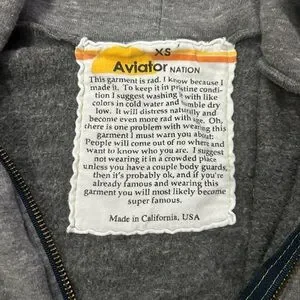 XS
Aviator NATION
This garment is rad. I know because I
made it. To keep it in pristine condi-
tion I suggest washing it with like
colors in cold water and tumble dry
low. It will distress naturally and
become even more rad with age. Oh,
there is one problem with wearing this
garment I must warn you about:
People will come out of no where and
want to know who you are. I suggest
not wearing it in a crowded place
unless you have a couple body guards,
then it's probably ok, and if you're
already famous and wearing this
garment you will most likely become
super famous.
Made in California, USA